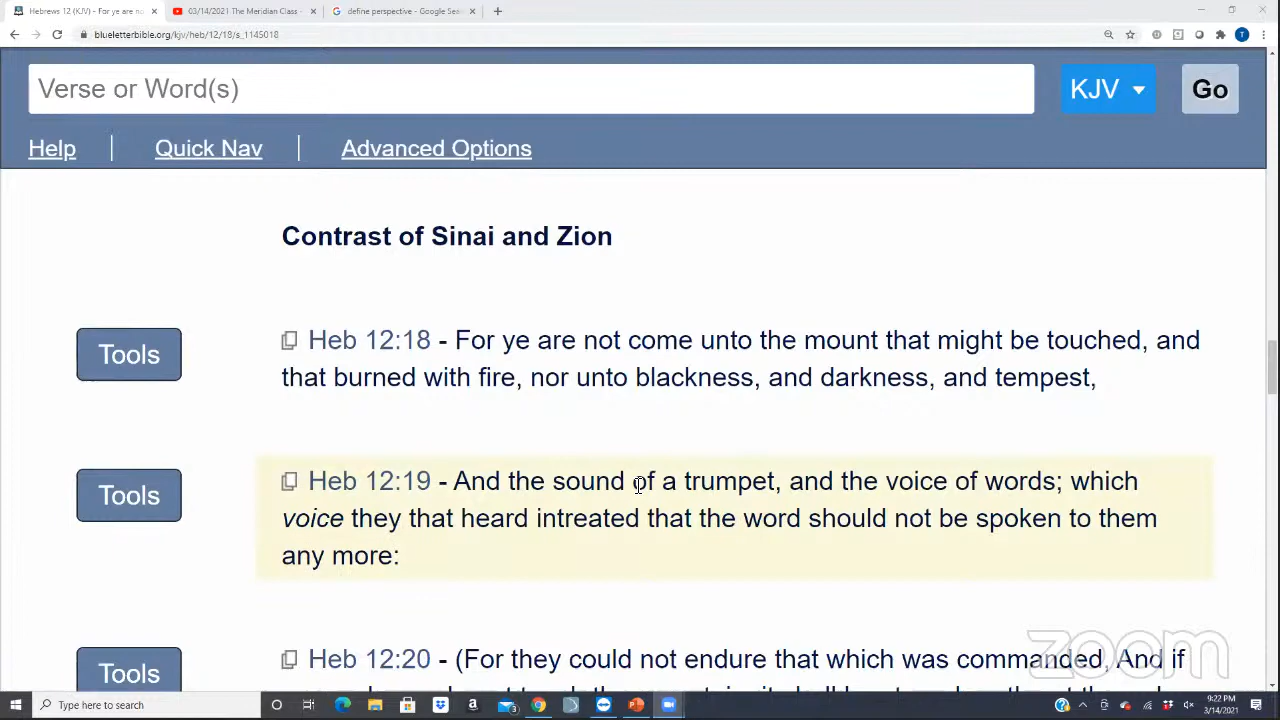 Hebrews 12 (KJV) - For ye are no
03/14/2021 The Meridian Class -
define perspective - Google Sea
blueletterbible.org/kjv/heb/12/18/s_1145018
T
Verse or Word(s)
KJV
Go
Help
Quick Nav
Advanced Options
Contrast of Sinai and Zion
Tools
Heb 12:18 - For ye are not come unto the mount that might be touched, and
that burned with fire, nor unto blackness, and darkness, and tempest,
Tools
Heb 12:19 - And the sound of a trumpet, and the voice of words; which
voice they that heard intreated that the word should not be spoken to them
any more:
Tools
Heb 12:20 - (For they could not endure that which was commanded, And if
zoom
Type here to search
9:22 PM
3/14/2021